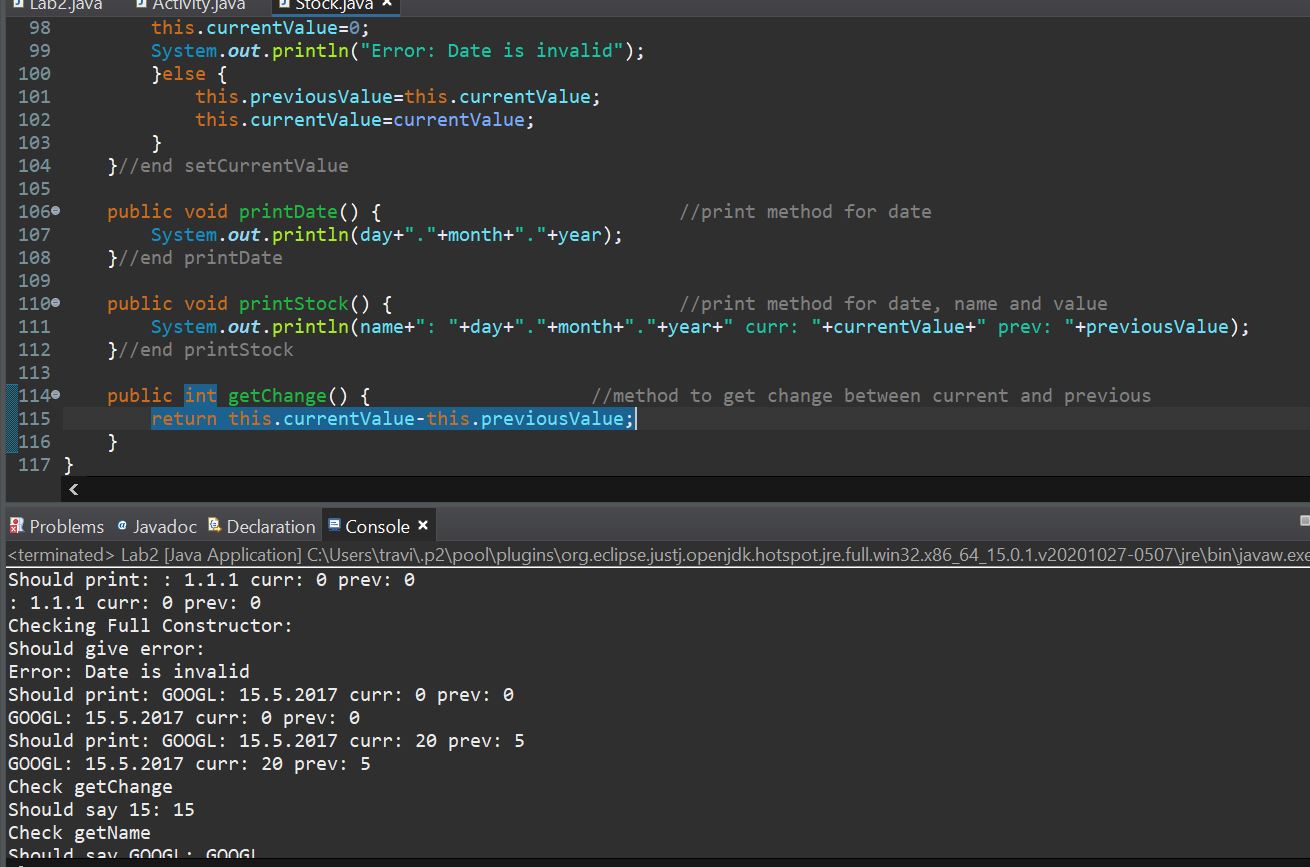 Lab2.java Activity.java Stock.java
98 this.currentValue=0;
99 System.out.println("Error: Date is invalid");
100 }else {
101 this.previousValue=this.currentValue;
102 this.currentValue=currentValue;
103 }
104 }//end setCurrentValue
105
106 public void printDate() { //print method for date
107 System.out.println(day+"."+month+"."+year);
108 }//end printDate
109
110 public void printStock() { //print method for date, name and value
111 System.out.println(name+": "+day+"."+month+"."+year+" curr: "+currentValue+" prev: "+previousValue);
112 }//end printStock
113
114 public int getChange() { //method to get change between current and previous
115 return this.currentValue-this.previousValue;
116 }
117 }
Problems @ Javadoc Declaration Console
<terminated> Lab2 [Java Application] C:\Users\travi\.p2\pool\plugins\org.eclipse.justj.openjdk.hotspot.jre.full.win32.x86_64_15.0.1.v20201027-0507\jre\bin\javaw.exe
Should print: : 1.1.1 curr: 0 prev: 0
: 1.1.1 curr: 0 prev: 0
Checking Full Constructor:
Should give error:
Error: Date is invalid
Should print: GOOGL: 15.5.2017 curr: 0 prev: 0
GOOGL: 15.5.2017 curr: 0 prev: 0
Should print: GOOGL: 15.5.2017 curr: 20 prev: 5
GOOGL: 15.5.2017 curr: 20 prev: 5
Check getChange
Should say 15: 15
Check getName
Should say GOOGL: GOOGL